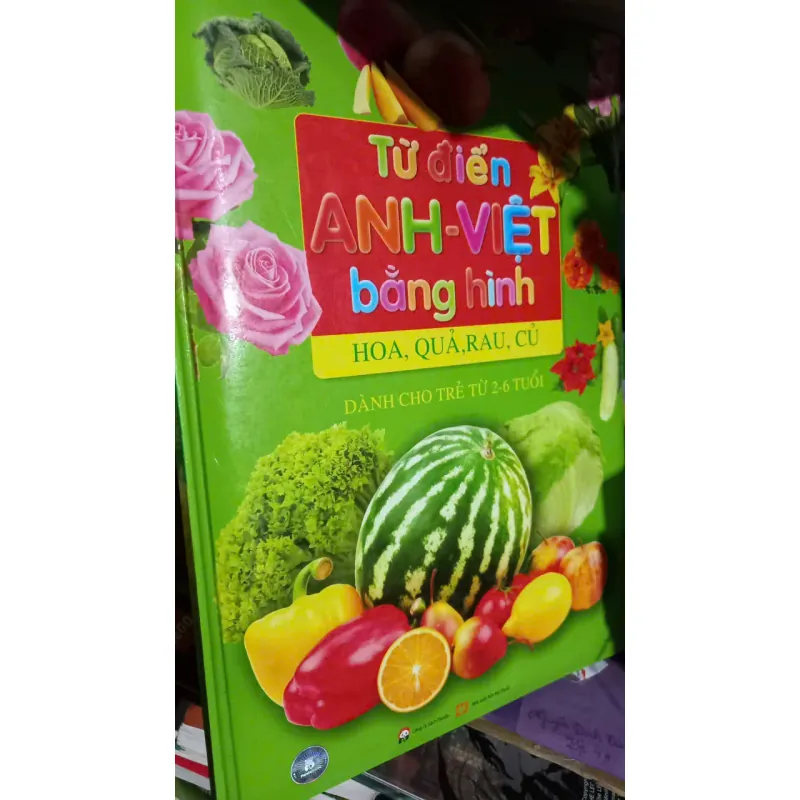 Từ điển
ANH-VIỆT
bằng hình
HOA, QUẢ,RAU, CỦ
DÀNH CHO TRẺ TỪ 2-6 TUỔI